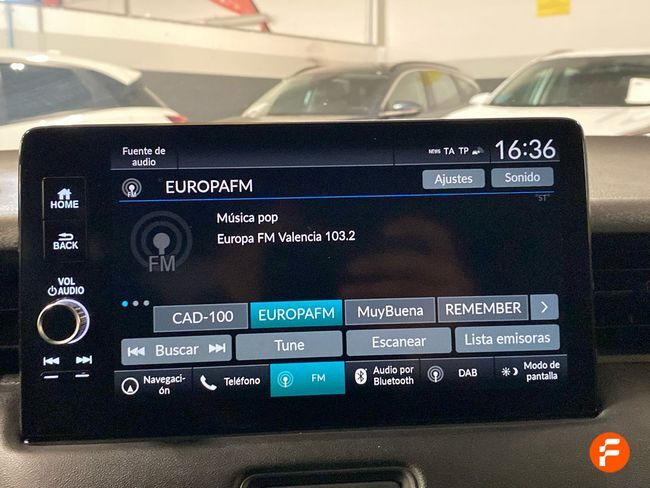 Fuente de
audio
NEWS TA TP
16:36
FM
EUROPAFM
Ajustes
Sonido
"ST"
Música pop
Europa FM Valencia 103.2
FM
HOME
BACK
VOL
AUDIO
CAD-100
EUROPAFM
MuyBuena
REMEMBER
Buscar
Tune
Escanear
Lista emisoras
Navegaci-
ón
Teléfono
FM
Audio por
Bluetooth
DAB
Modo de
pantalla